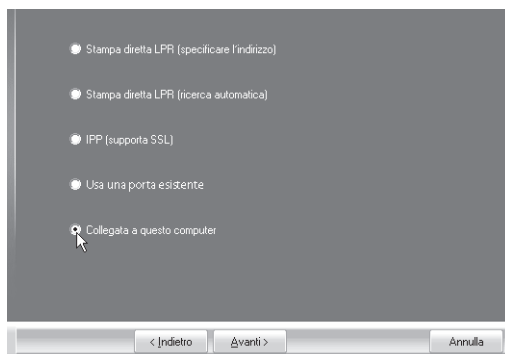 Stampa diretta LPR (specificare l'indirizzo)
Stampa diretta LPR (ricerca automatica)
IPP (supporta SSL)
Usa una porta esistente
Collegata a questo computer
< Indietro
Avanti >
Annulla